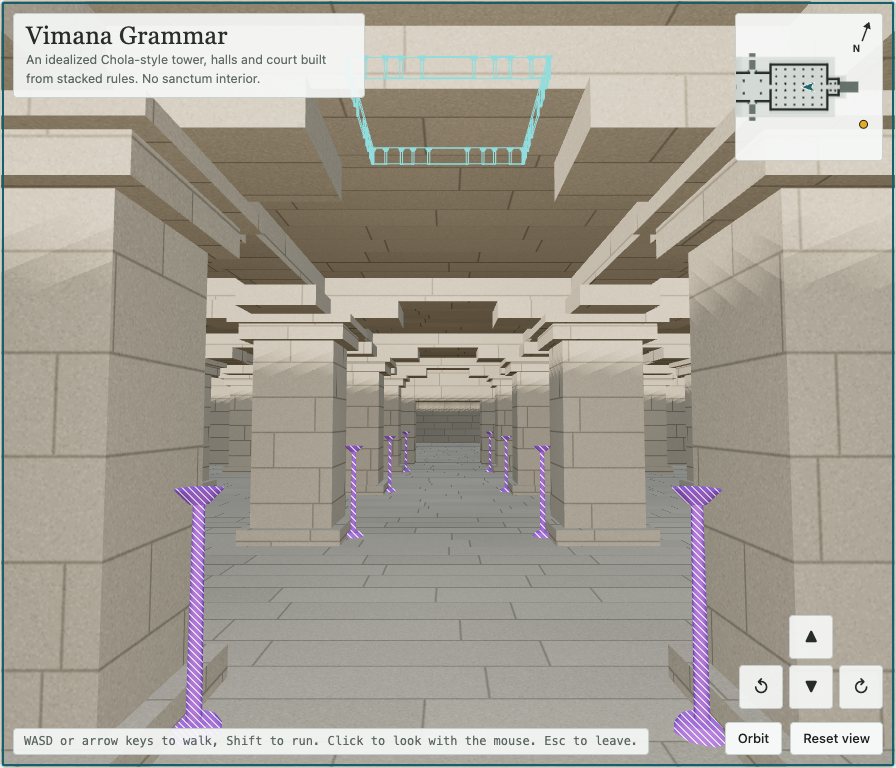 Vimana Grammar
An idealized Chola-style tower, halls and court built
from stacked rules. No sanctum interior.
N
WASD or arrow keys to walk, Shift to run. Click to look with the mouse. Esc to leave.
Orbit
Reset view